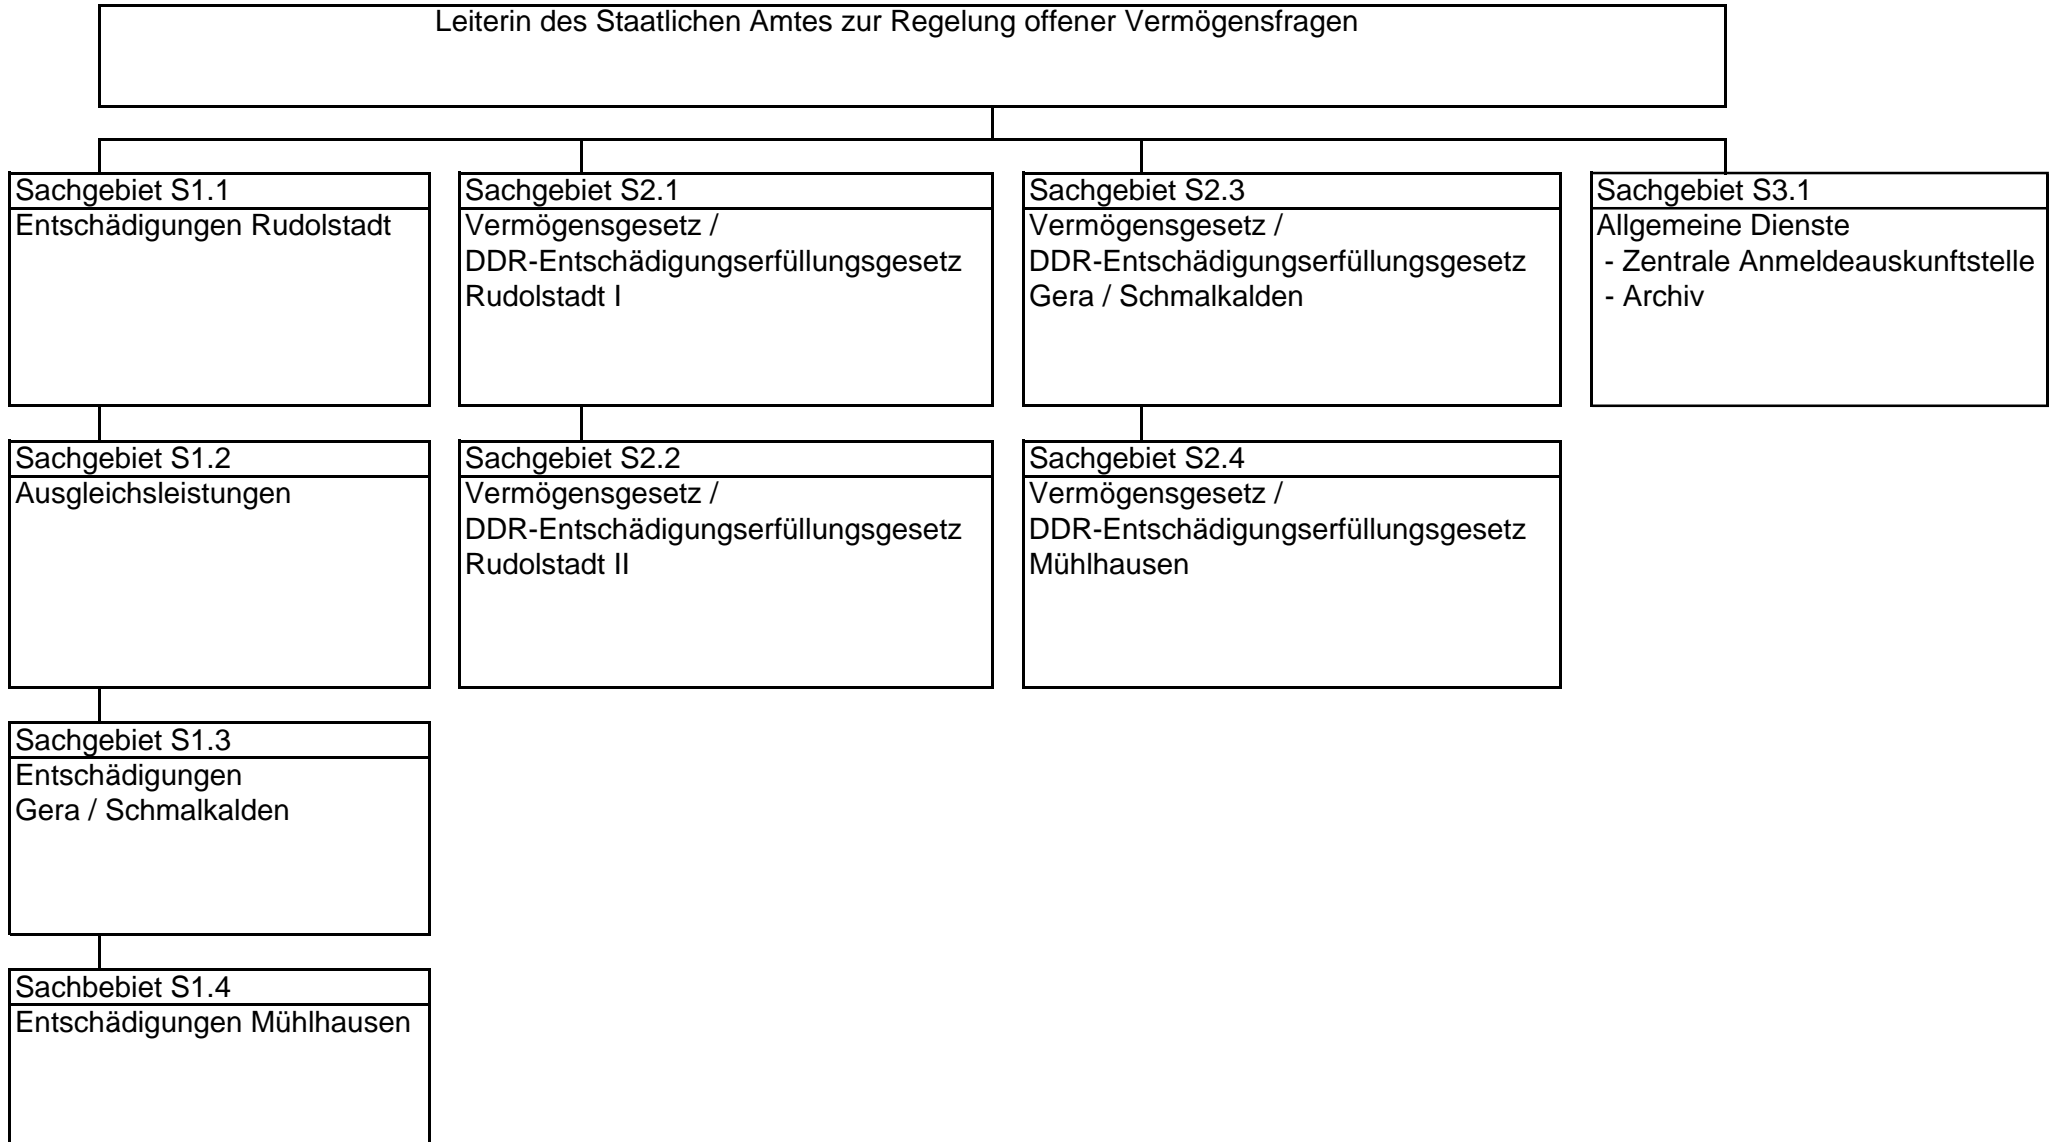 Leiterin des Staatlichen Amtes zur Regelung offener Vermögensfragen
Sachgebiet S1.1
Entschädigungen Rudolstadt
Sachgebiet S2.1
Vermögensgesetz /
DDR-Entschädigungserfüllungsgesetz
Rudolstadt I
Sachgebiet S2.3
Vermögensgesetz /
DDR-Entschädigungserfüllungsgesetz
Gera / Schmalkalden
Sachgebiet S3.1
Allgemeine Dienste
- Zentrale Anmeldeauskunftstelle
- Archiv
Sachgebiet S1.2
Ausgleichsleistungen
Sachgebiet S2.2
Vermögensgesetz /
DDR-Entschädigungserfüllungsgesetz
Rudolstadt II
Sachgebiet S2.4
Vermögensgesetz /
DDR-Entschädigungserfüllungsgesetz
Mühlhausen
Sachgebiet S1.3
Entschädigungen
Gera / Schmalkalden
Sachbebiet S1.4
Entschädigungen Mühlhausen